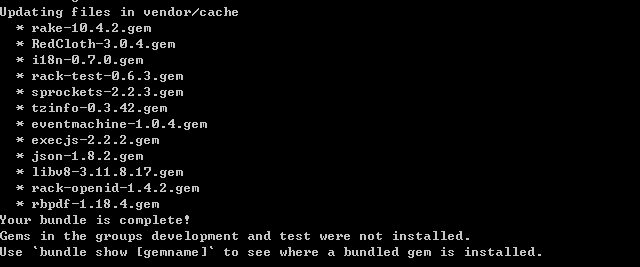 Updating files in vendor/cache
* rake-10.4.2.gem
* RedCloth-3.0.4.gem
* i18n-0.7.0.gem
* rack-test-0.6.3.gem
* sprockets-2.2.3.gem
* tzinfo-0.3.42.gem
* eventmachine-1.0.4.gem
* execjs-2.2.2.gem
* json-1.8.2.gem
* libv8-3.11.8.17.gem
* rack-openid-1.4.2.gem
* rbpdf-1.18.4.gem
Your bundle is complete!
Gems in the groups development and test were not installed.
Use `bundle show [gemname]` to see where a bundled gem is installed.